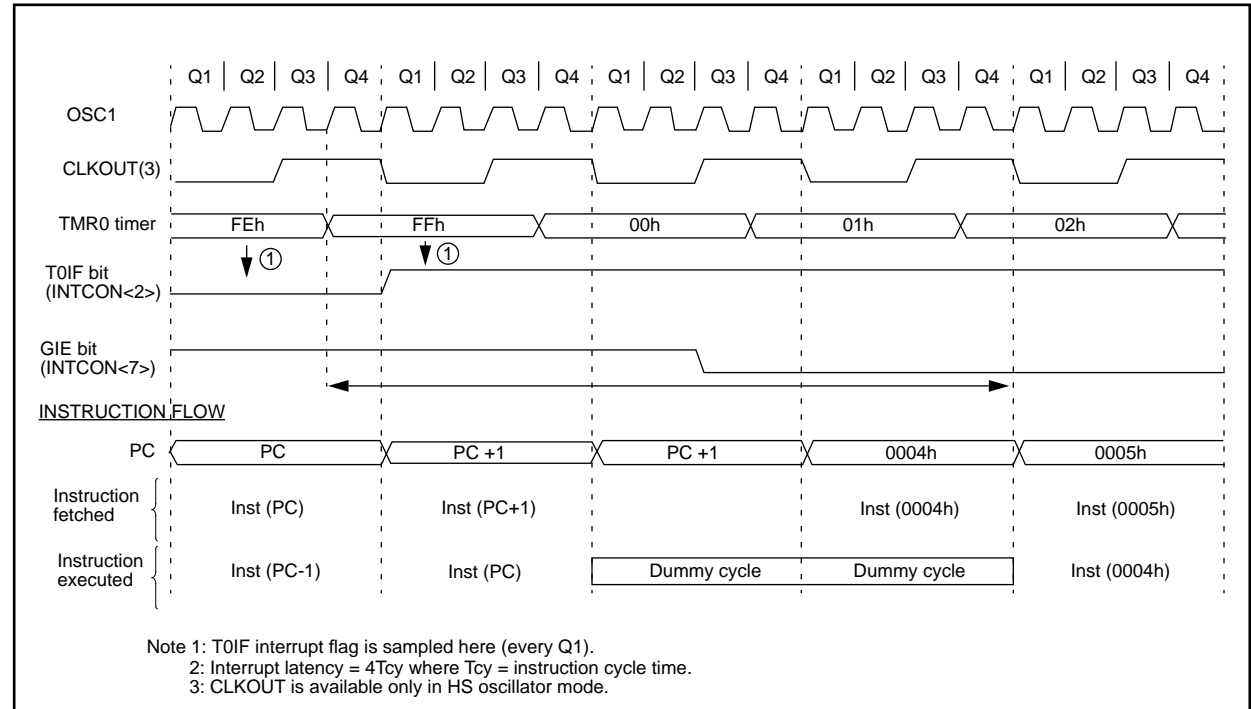 Q1 Q2 Q3 Q4 Q1 Q2 Q3 Q4 Q1 Q2 Q3 Q4 Q1 Q2 Q3 Q4 Q1 Q2 Q3 Q4
OSC1
CLKOUT(3)
TMR0 timer FEh FFh 00h 01h 02h
1 1
T0IF bit
(INTCON<2>)
GIE bit
(INTCON<7>)
INSTRUCTION FLOW
PC PC PC +1 PC +1 0004h 0005h
Instruction
fetched
Inst (PC) Inst (PC+1) Inst (0004h) Inst (0005h)
Instruction
executed
Inst (PC-1) Inst (PC) Dummy cycle Dummy cycle Inst (0004h)
Note 1: T0IF interrupt flag is sampled here (every Q1).
2: Interrupt latency = 4Tcy where Tcy = instruction cycle time.
3: CLKOUT is available only in HS oscillator mode.